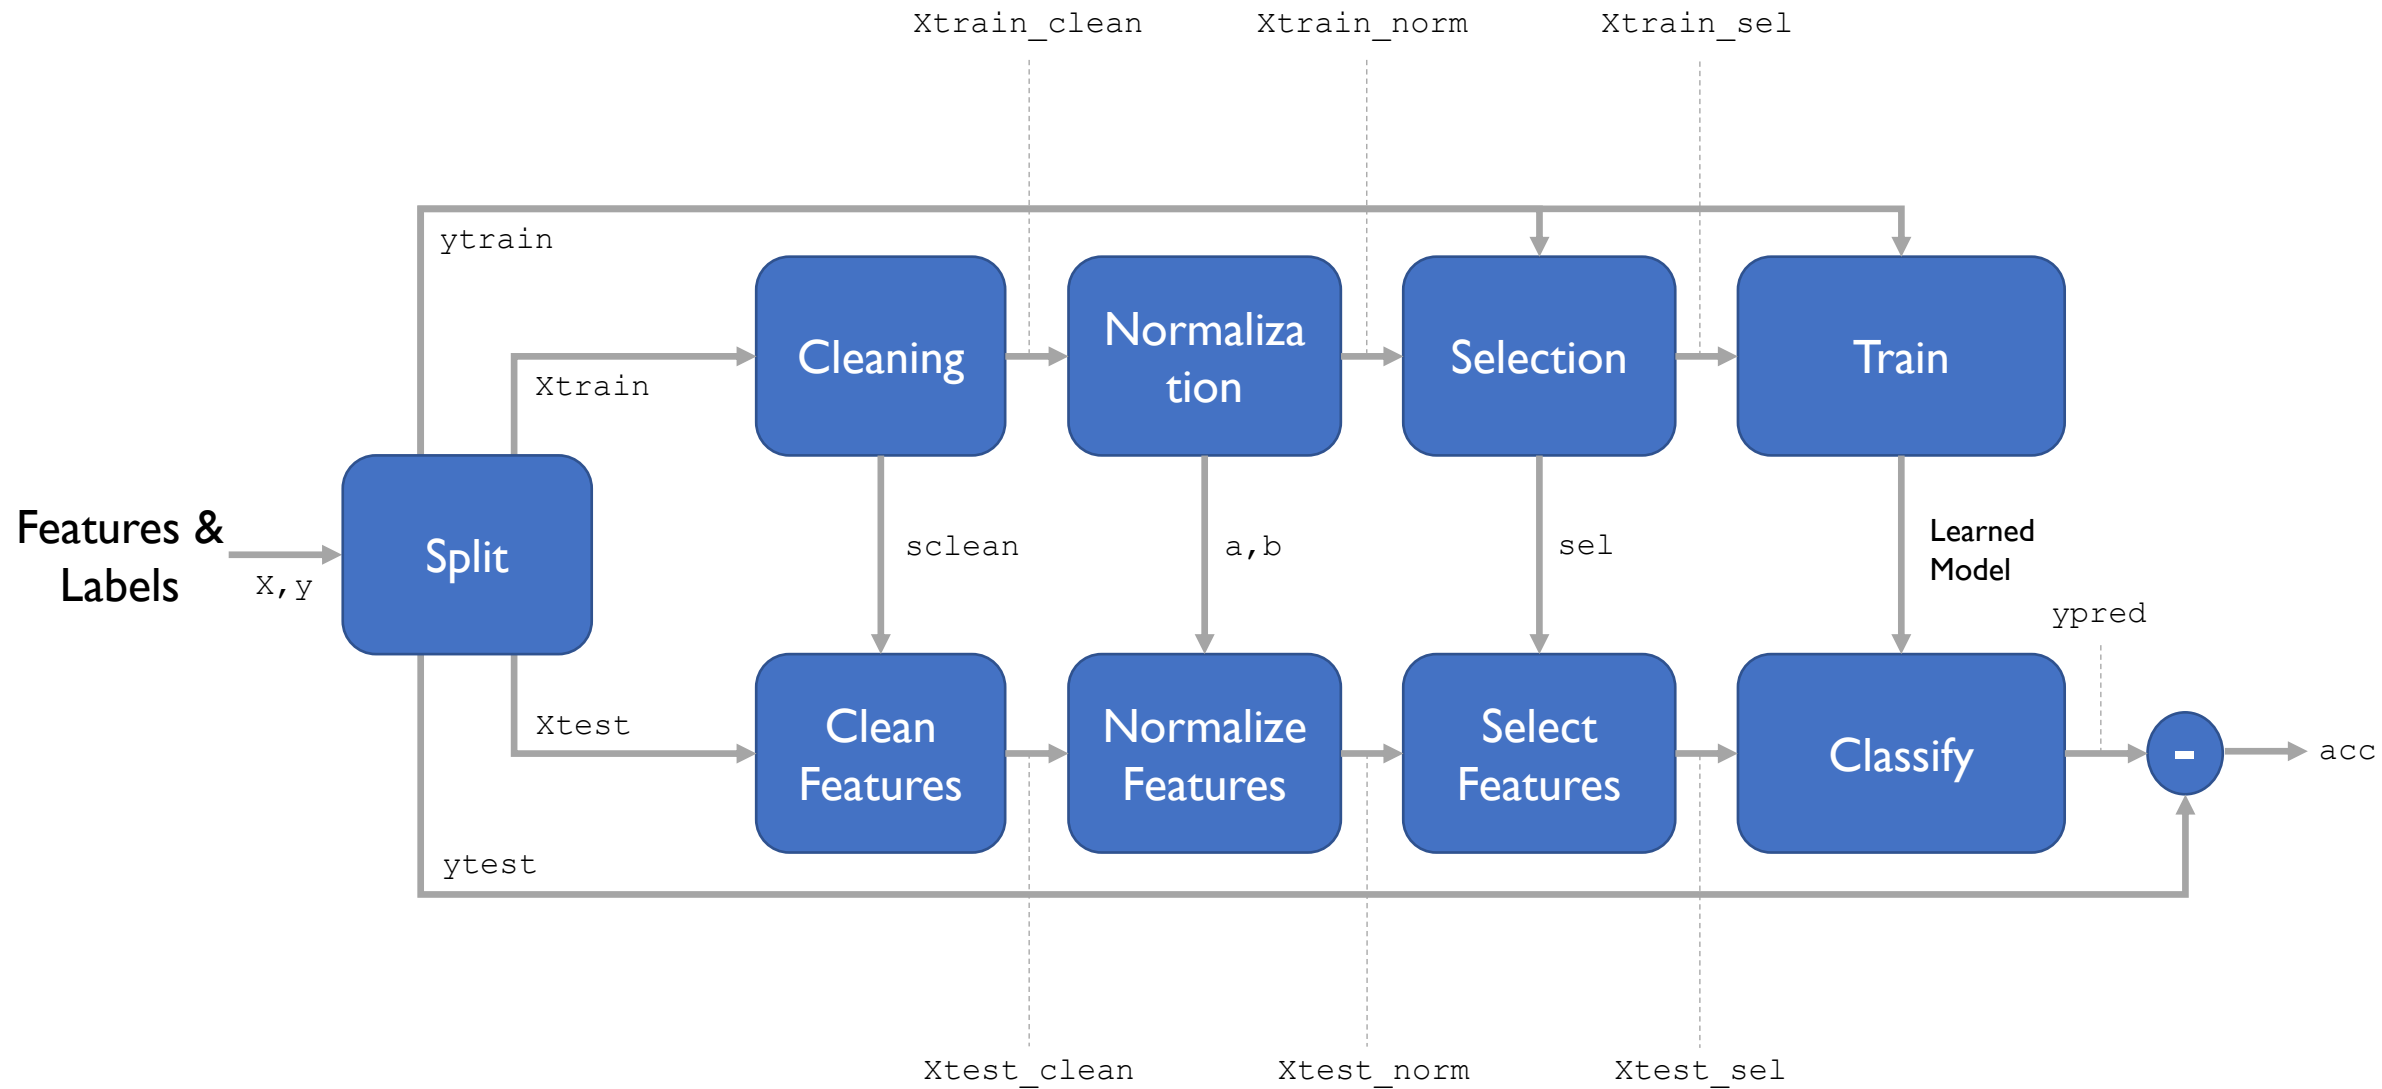 Xtrain_clean
Xtrain_norm
Xtrain_sel
ytrain
Xtrain
Cleaning
Normaliza
tion
Selection
Train
Features &
Labels
X,y
Split
sclean
a,b
sel
Learned
Model
ypred
Xtest
Clean
Features
Normalize
Features
Select
Features
Classify
-
acc
ytest
Xtest_clean
Xtest_norm
Xtest_sel